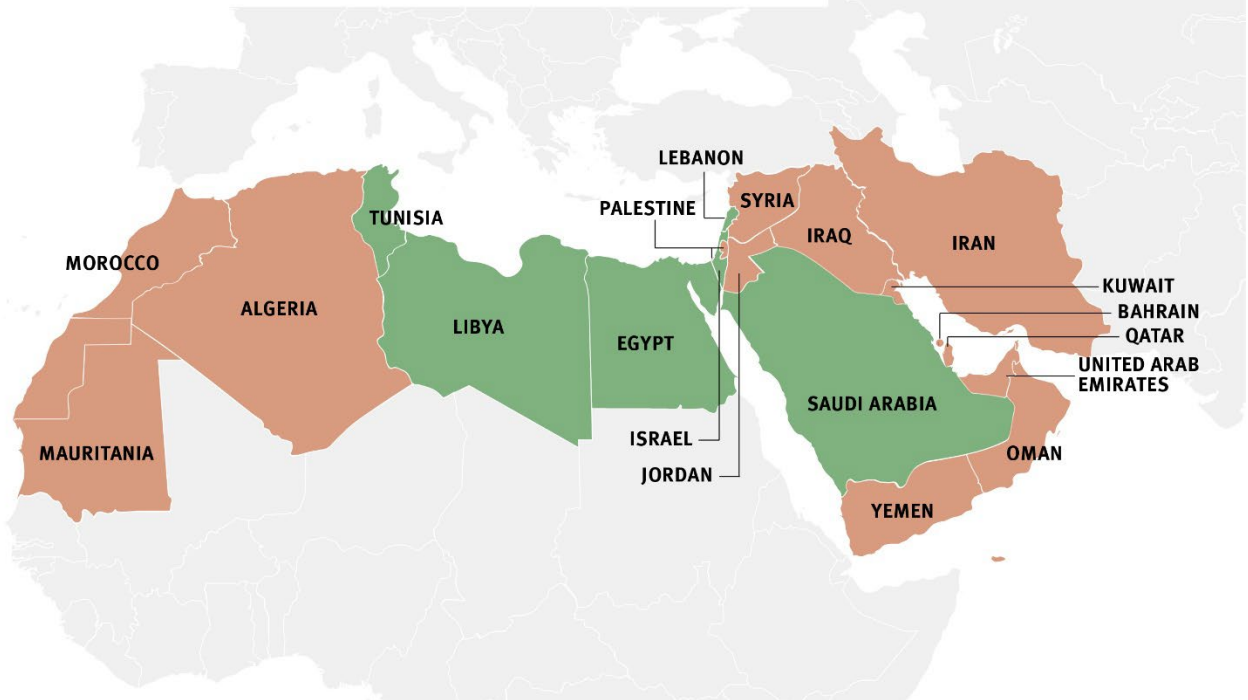 LEBANON
PALESTINE
SYRIA
TUNISIA
IRAQ
IRAN
MOROCCO
KUWAIT
ALGERIA
BAHRAIN
LIBYA
QATAR
EGYPT
UNITED ARAB
EMIRATES
SAUDI ARABIA
ISRAEL
MAURITANIA
OMAN
JORDAN
YEMEN